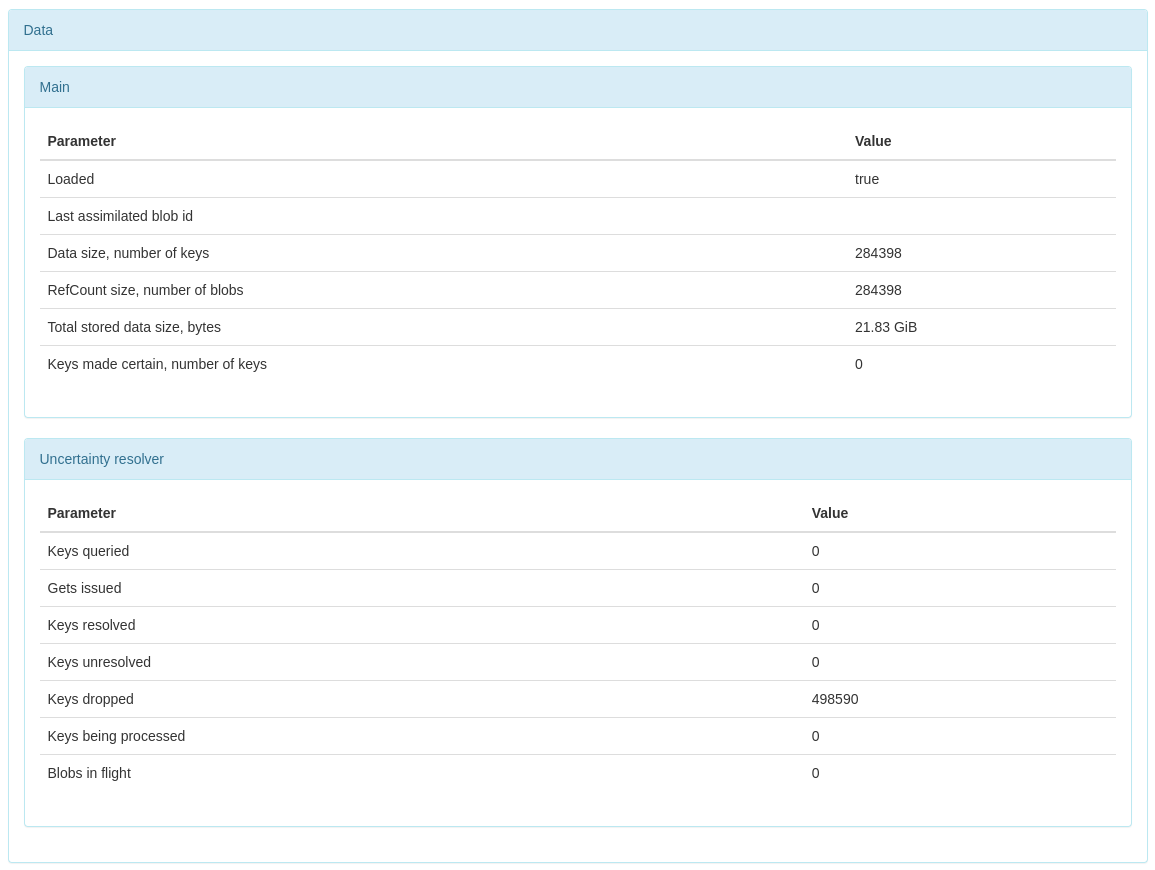 Data
Main
Parameter Value
Loaded true
Last assimilated blob id
Data size, number of keys 284398
RefCount size, number of blobs 284398
Total stored data size, bytes 21.83 GiB
Keys made certain, number of keys 0
Uncertainty resolver
Parameter Value
Keys queried 0
Gets issued 0
Keys resolved 0
Keys unresolved 0
Keys dropped 498590
Keys being processed 0
Blobs in flight 0